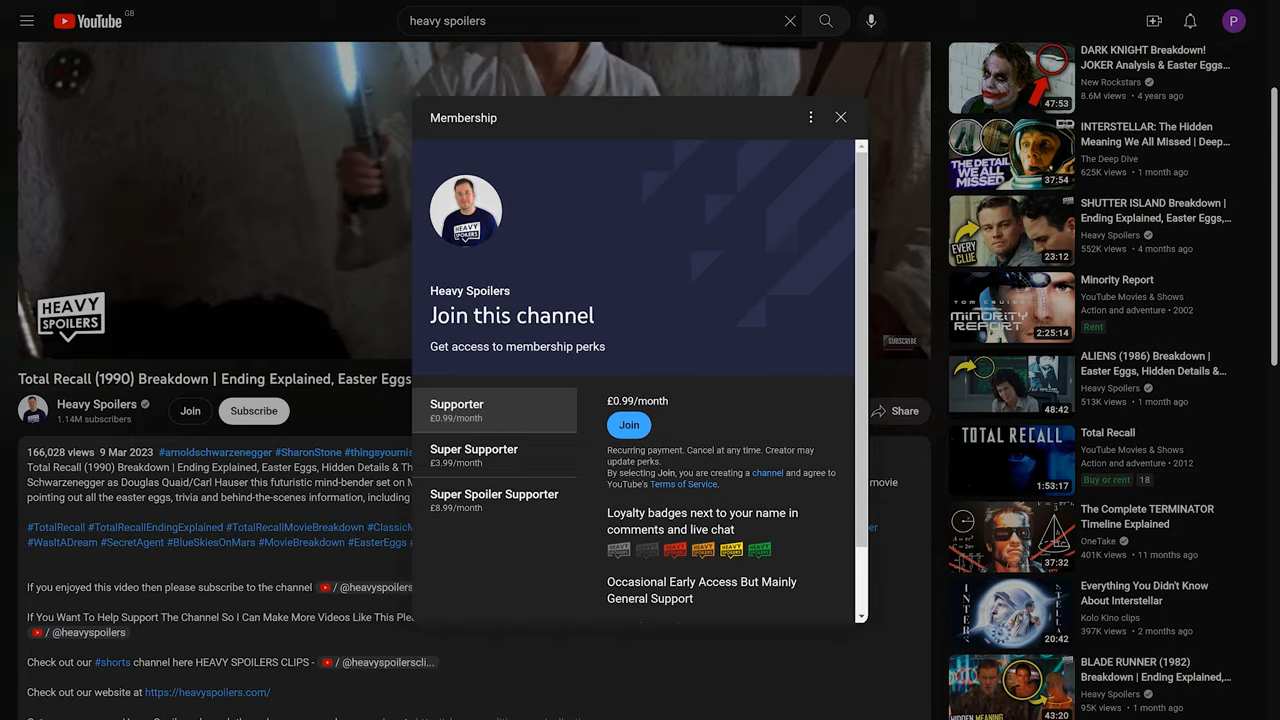 YouTube GB
heavy spoilers
P
HEAVY
SPOILERS
SUBSCRIBE
Total Recall (1990) Breakdown | Ending Explained, Easter Eggs
Heavy Spoilers
1.14M subscribers
Join
Subscribe
Share
166,028 views 9 Mar 2023 #arnoldschwarzenegger #SharonStone #thingsyoumis
Total Recall (1990) Breakdown | Ending Explained, Easter Eggs, Hidden Details & Th
Schwarzenegger as Douglas Quaid/Carl Hauser this futuristic mind-bender set on M
movie
pointing out all the easter eggs, trivia and behind-the-scenes information, including
#TotalRecall #TotalRecallEndingExplained #TotalRecallMovieBreakdown #ClassicM
#WasItADream #SecretAgent #BlueSkiesOnMars #MovieBreakdown #EasterEggs #
If you enjoyed this video then please subscribe to the channel / @heavyspoilers
If You Want To Help Support The Channel So I Can Make More Videos Like This Ple
/ @heavyspoilers
Check out our #shorts channel here HEAVY SPOILERS CLIPS - / @heavyspoilerscli...
Check out our website at https://heavyspoilers.com/
Membership
HEAVY
SPOILERS
Heavy Spoilers
Join this channel
Get access to membership perks
Supporter
£0.99/month
Super Supporter
£3.99/month
Super Spoiler Supporter
£8.99/month
£0.99/month
Join
Recurring payment. Cancel at any time. Creator may
update perks.
By selecting Join, you are creating a channel and agree to
YouTube's Terms of Service.
Loyalty badges next to your name in
comments and live chat
Occasional Early Access But Mainly
General Support
47:53
DARK KNIGHT Breakdown!
JOKER Analysis & Easter Eggs...
New Rockstars
8.6M views • 4 years ago
THE DETAIL
WE ALL
MISSED
37:54
INTERSTELLAR: The Hidden
Meaning We All Missed | Deep...
The Deep Dive
625K views • 1 month ago
EVERY
CLUE
23:12
SHUTTER ISLAND Breakdown |
Ending Explained, Easter Eggs,...
Heavy Spoilers
552K views • 4 months ago
TOM CRUISE
MINORITY
REPORT
2:25:14
Minority Report
YouTube Movies & Shows
Action and adventure • 2002
Rent
48:42
ALIENS (1986) Breakdown |
Easter Eggs, Hidden Details &...
Heavy Spoilers
513K views • 1 month ago
TOTAL RECALL
1:53:17
Total Recall
YouTube Movies & Shows
Action and adventure • 2012
Buy or rent 18
37:32
The Complete TERMINATOR
Timeline Explained
OneTake
401K views • 11 months ago
INTER
STELLAR
20:42
Everything You Didn't Know
About Interstellar
Kolo Kino clips
397K views • 2 months ago
HIDDEN MEANING
43:20
BLADE RUNNER (1982)
Breakdown | Ending Explained,...
Heavy Spoilers
95K views • 1 month ago